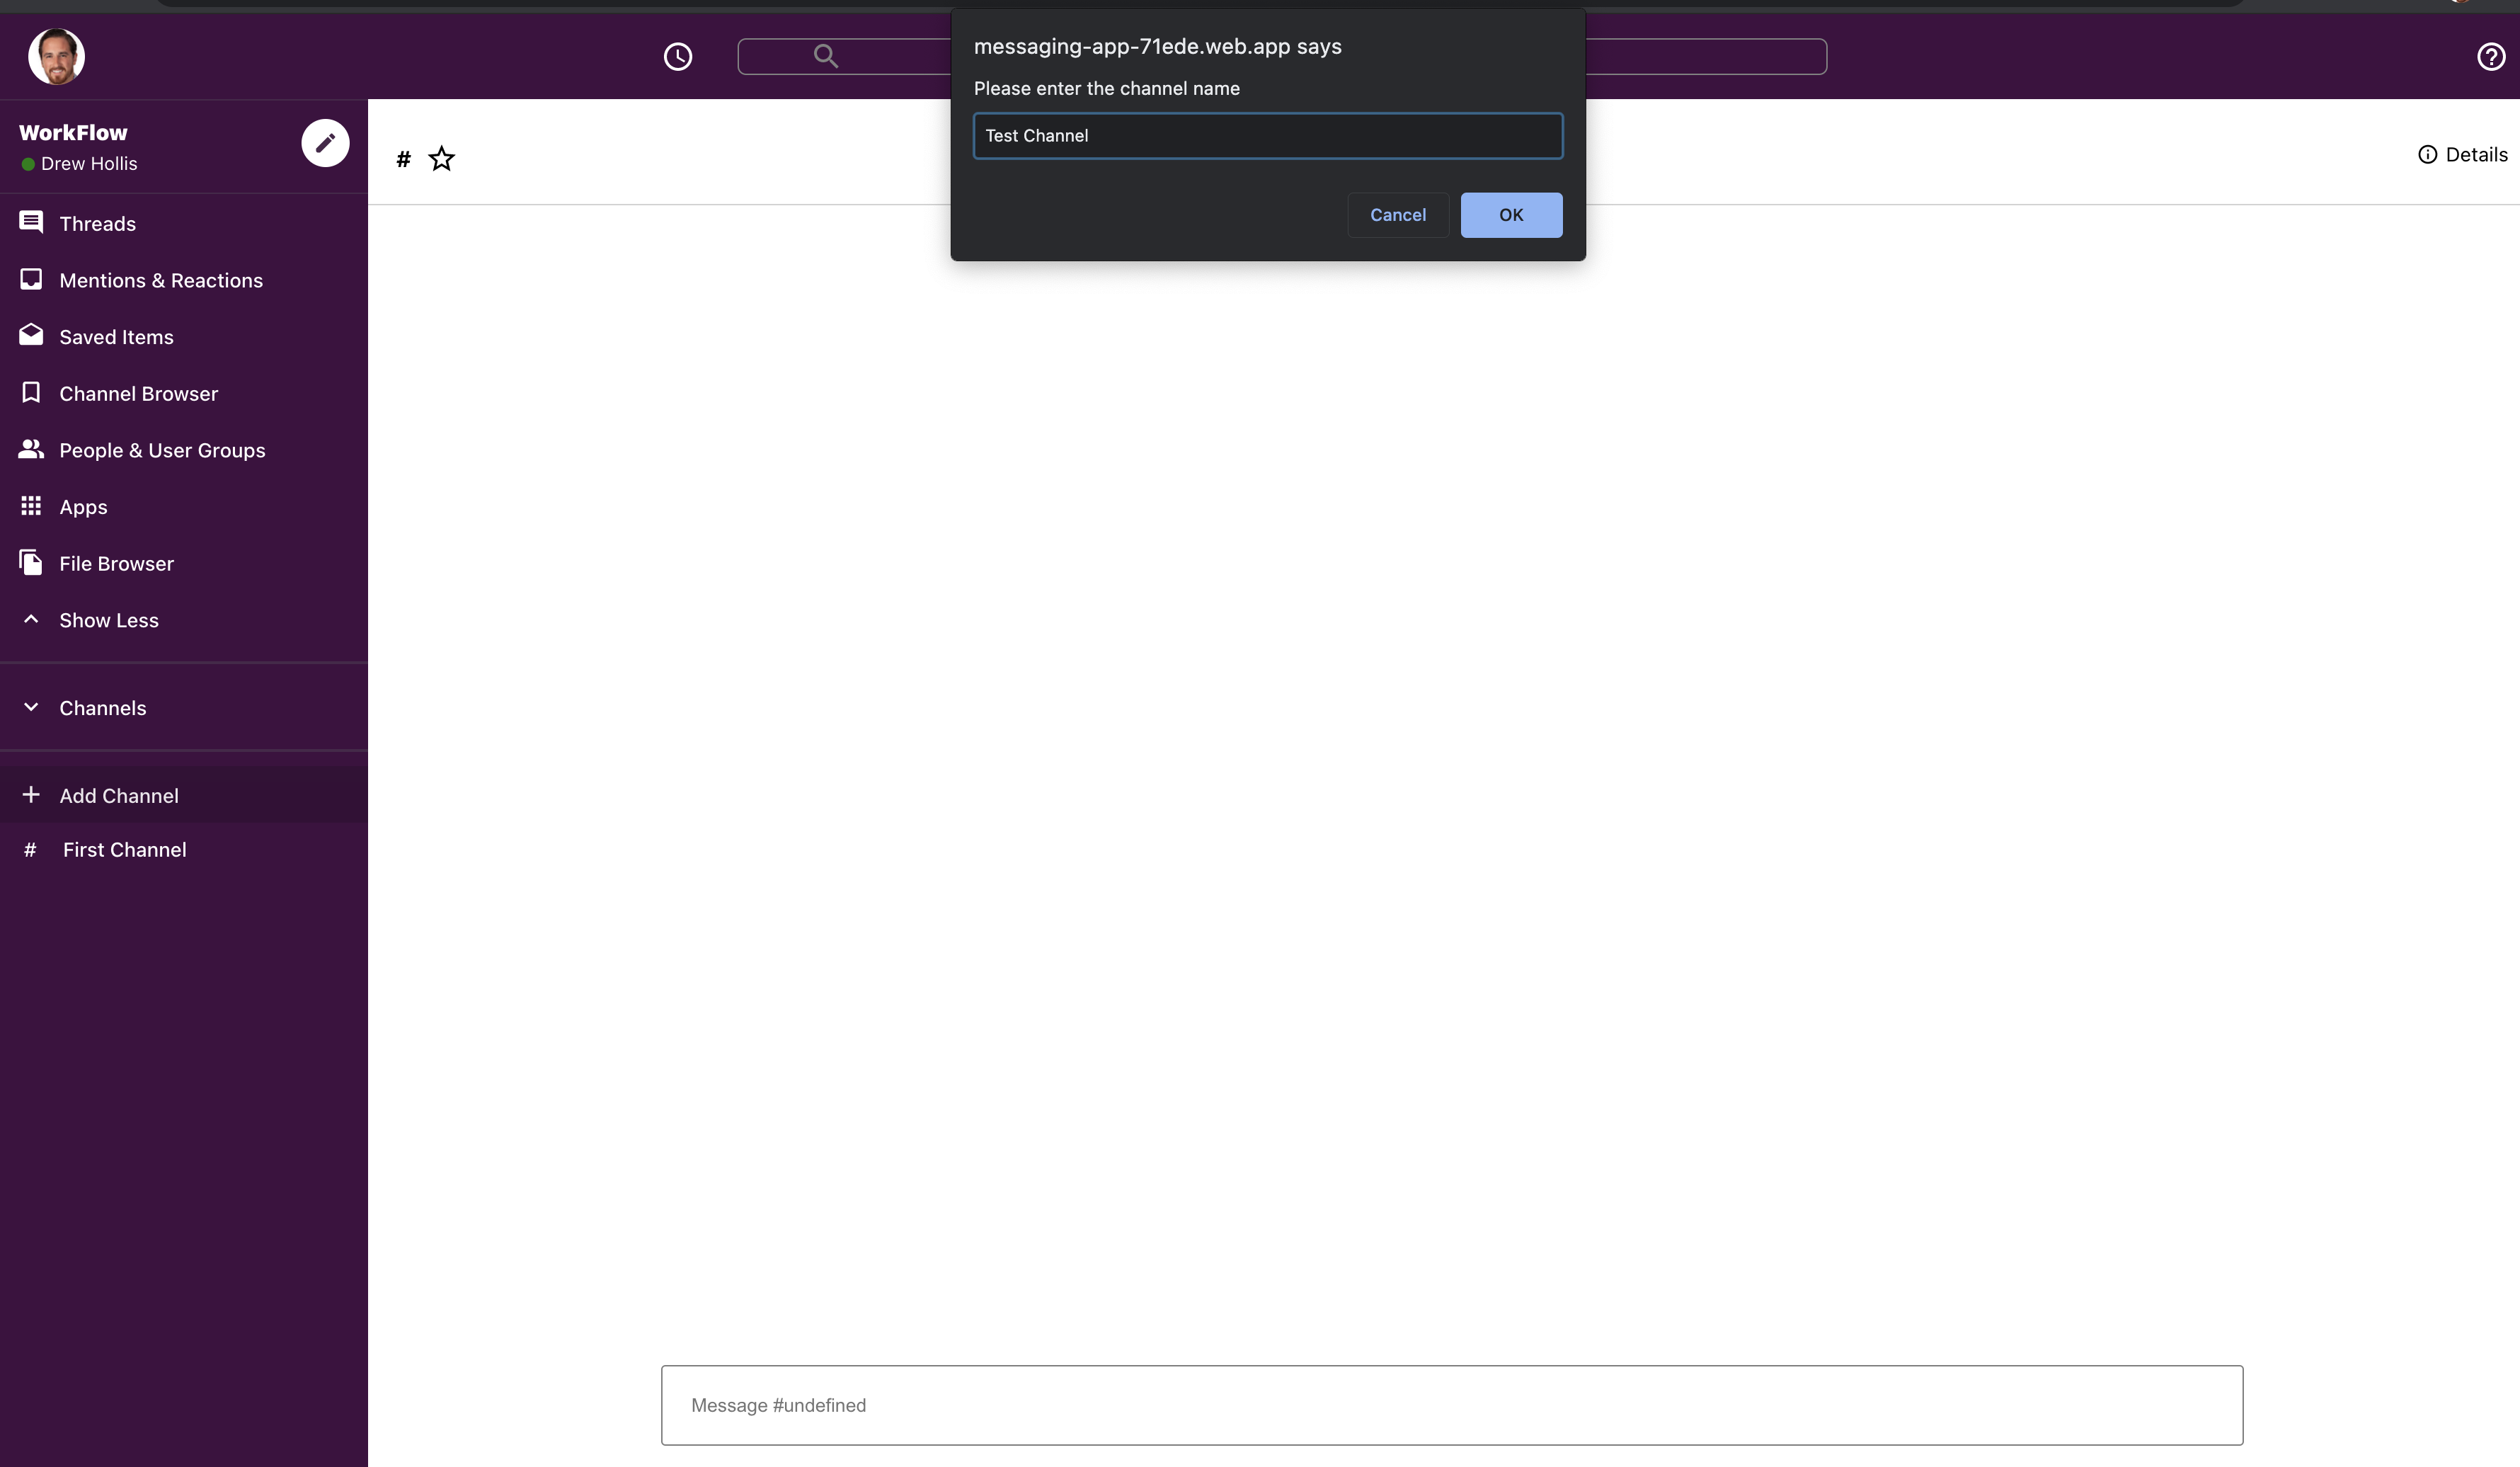 messaging-app-71ede.web.app says
Please enter the channel name
Test Channel
Cancel
OK
WorkFlow
Drew Hollis
Threads
Mentions & Reactions
Saved Items
Channel Browser
People & User Groups
Apps
File Browser
Show Less
Channels
+ Add Channel
# First Channel
#
Details
Message #undefined